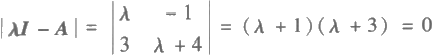 |λI - A| = | λ -1 ; 3 λ + 4 | = (λ + 1)(λ + 3) = 0